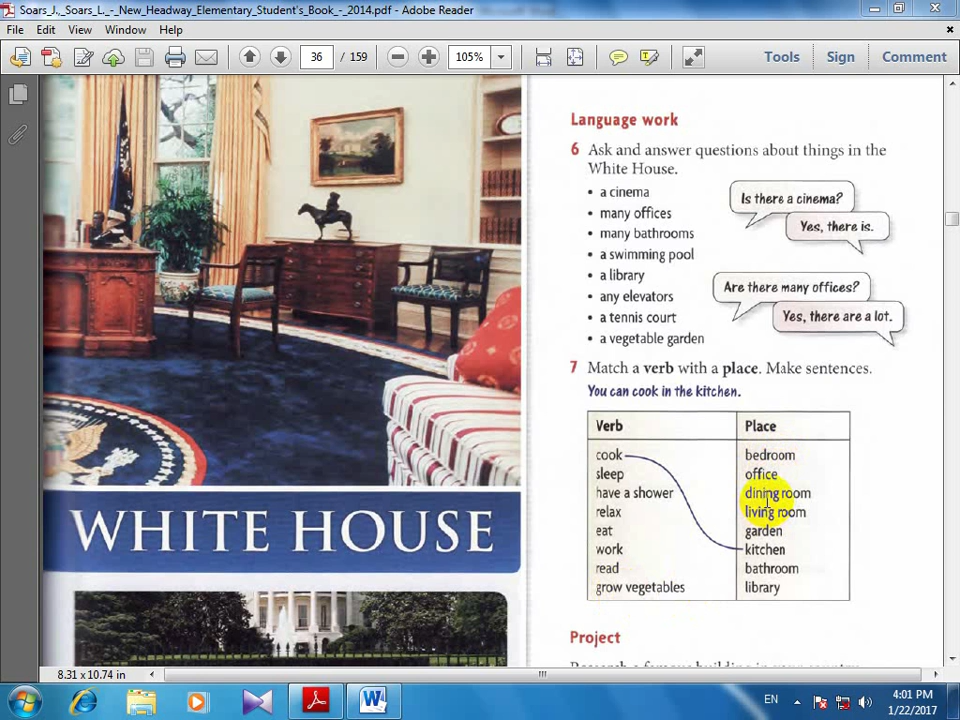 Soars_J.,_Soars_L._-_New_Headway_Elementary_Student's_Book_-_2014.pdf - Adobe Reader
File Edit View Window Help
36 / 159 105% Tools Sign Comment
Language work
6 Ask and answer questions about things in the
White House.
• a cinema
• many offices
• many bathrooms
• a swimming pool
• a library
• any elevators
• a tennis court
• a vegetable garden
Is there a cinema?
Yes, there is.
Are there many offices?
Yes, there are a lot.
7 Match a verb with a place. Make sentences.
You can cook in the kitchen.
Verb Place
cook bedroom
sleep office
have a shower dining room
relax living room
eat garden
work kitchen
read bathroom
grow vegetables library
Project
WHITE HOUSE
8.31 x 10.74 in
EN 4:01 PM
1/22/2017